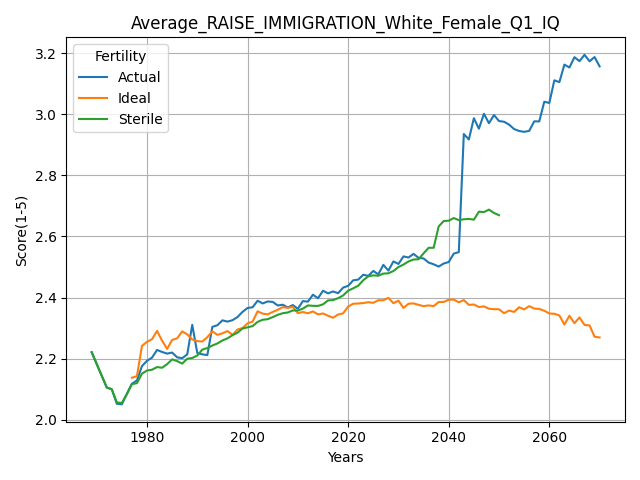 Average_RAISE_IMMIGRATION_White_Female_Q1_IQ
Fertility
Actual
Ideal
Sterile
Score(1-5)
3.2
3.0
2.8
2.6
2.4
2.2
2.0
1980
2000
2020
2040
2060
Years